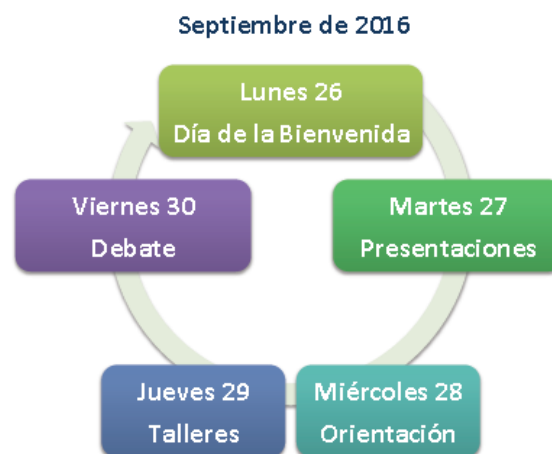 Septiembre de 2016
Lunes 26
Día de la Bienvenida
Martes 27
Presentaciones
Miércoles 28
Orientación
Jueves 29
Talleres
Viernes 30
Debate